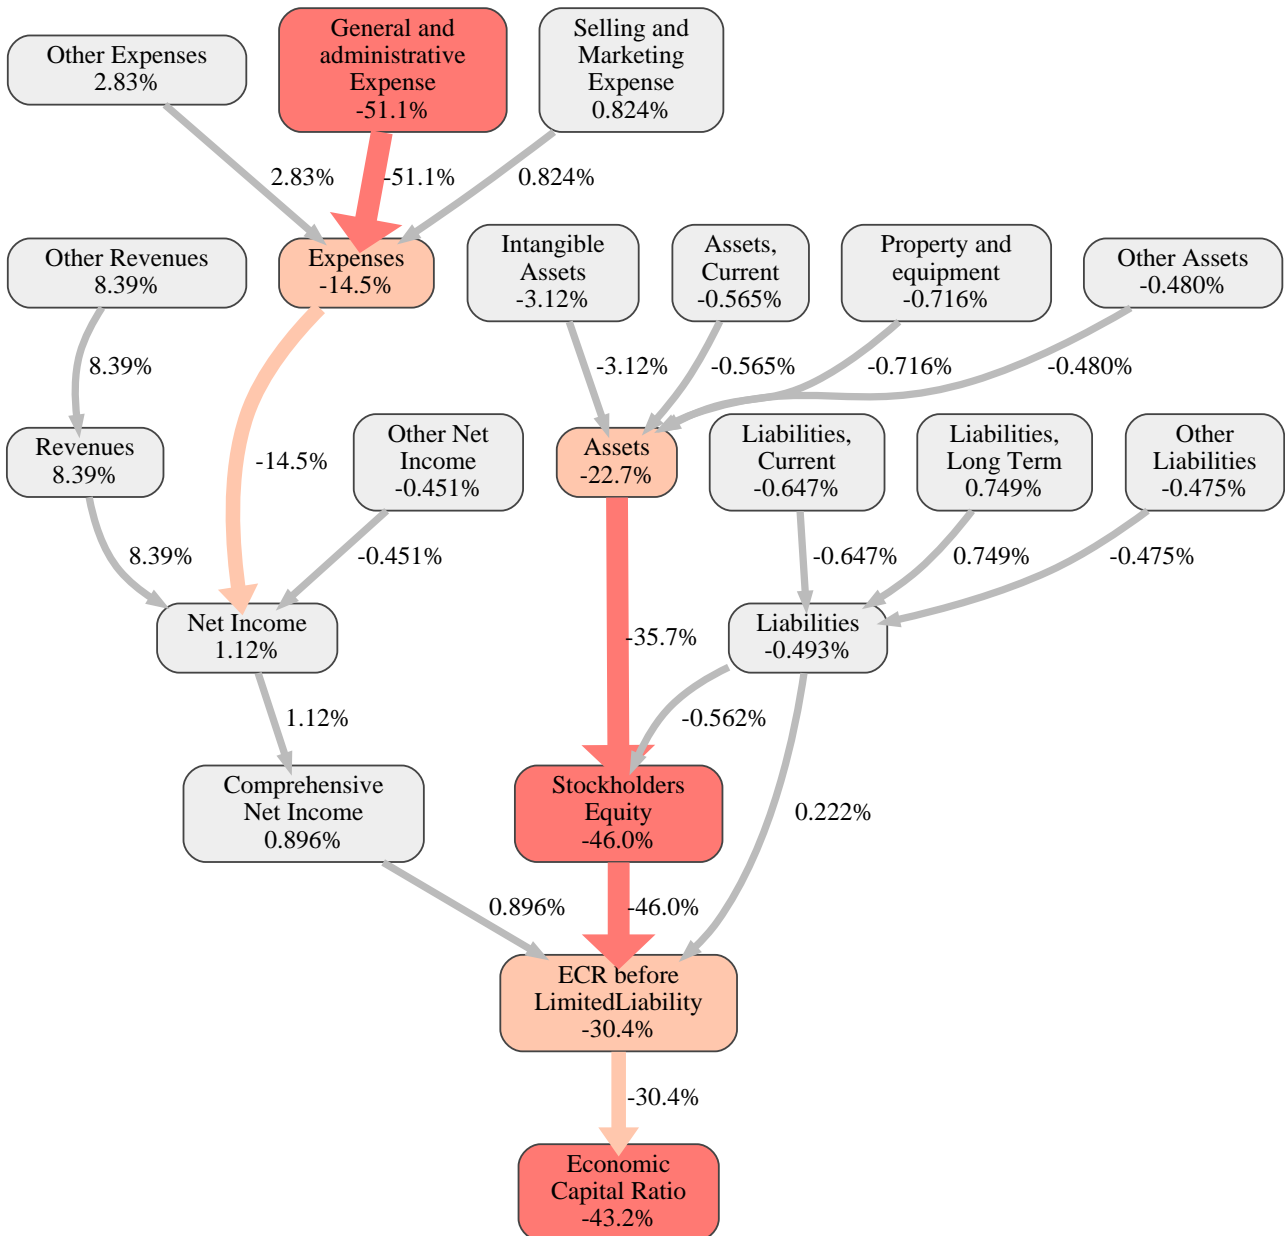 Other Expenses
2.83%
General and
administrative
Expense
-51.1%
Selling and
Marketing
Expense
0.824%
2.83%
-51.1%
0.824%
Other Revenues
8.39%
Expenses
-14.5%
Intangible
Assets
-3.12%
Assets,
Current
-0.565%
Property and
equipment
-0.716%
Other Assets
-0.480%
8.39%
-3.12%
-0.565%
-0.716%
-0.480%
Revenues
8.39%
-14.5%
Other Net
Income
-0.451%
Assets
-22.7%
Liabilities,
Current
-0.647%
Liabilities,
Long Term
0.749%
Other
Liabilities
-0.475%
8.39%
-0.451%
-0.647%
0.749%
-0.475%
Net Income
1.12%
-35.7%
Liabilities
-0.493%
1.12%
-0.562%
Comprehensive
Net Income
0.896%
Stockholders
Equity
-46.0%
0.222%
0.896%
-46.0%
ECR before
LimitedLiability
-30.4%
-30.4%
Economic
Capital Ratio
-43.2%